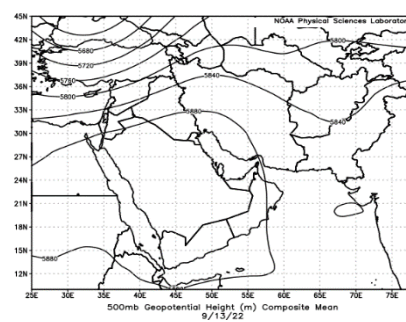 NOAA Physical Sciences Laborator
45N
42N
39N
36N
33N
30N
27N
24N
21N
18N
15N
12N
5680
5720
5760
5800
5840
5880
5800
5840
5880
25E 30E 35E 40E 45E 50E 55E 60E 65E 70E 75E
500mb Geopotential Height (m) Composite Mean
9/13/22